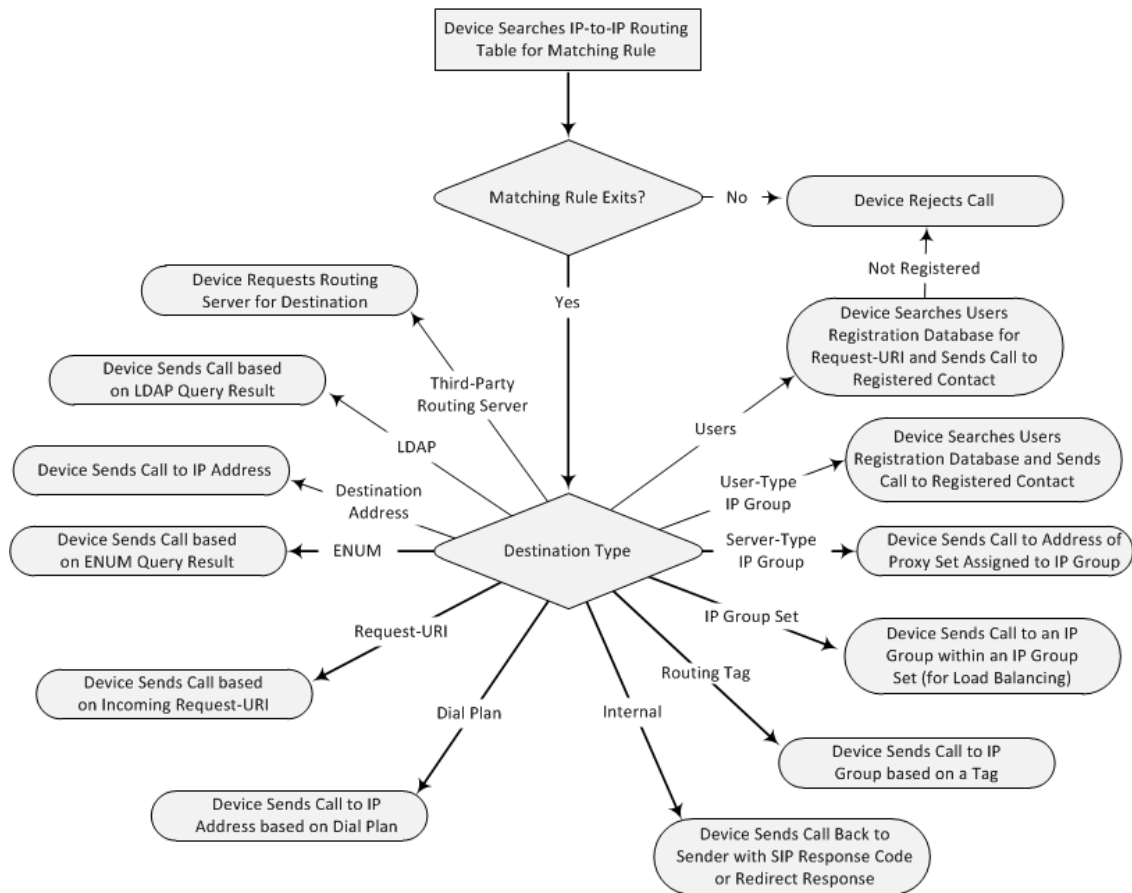 Device Searches IP-to-IP Routing
Table for Matching Rule
Matching Rule Exits?
No
Device Rejects Call
Not Registered
Yes
Device Requests Routing
Server for Destination
Device Searches Users
Registration Database for
Request-URI and Sends Call to
Registered Contact
Device Sends Call based
on LDAP Query Result
Third-Party
Routing Server
LDAP
Users
Device Searches Users
Registration Database and Sends
Call to Registered Contact
Device Sends Call to IP Address
Destination
Address
User-Type
IP Group
Device Sends Call based
on ENUM Query Result
ENUM
Destination Type
Server-Type
IP Group
Device Sends Call to Address of
Proxy Set Assigned to IP Group
Request-URI
IP Group Set
Device Sends Call to an IP
Group within an IP Group
Set (for Load Balancing)
Device Sends Call based
on Incoming Request-URI
Routing Tag
Dial Plan
Internal
Device Sends Call to IP
Group based on a Tag
Device Sends Call to IP
Address based on Dial Plan
Device Sends Call Back to
Sender with SIP Response Code
or Redirect Response